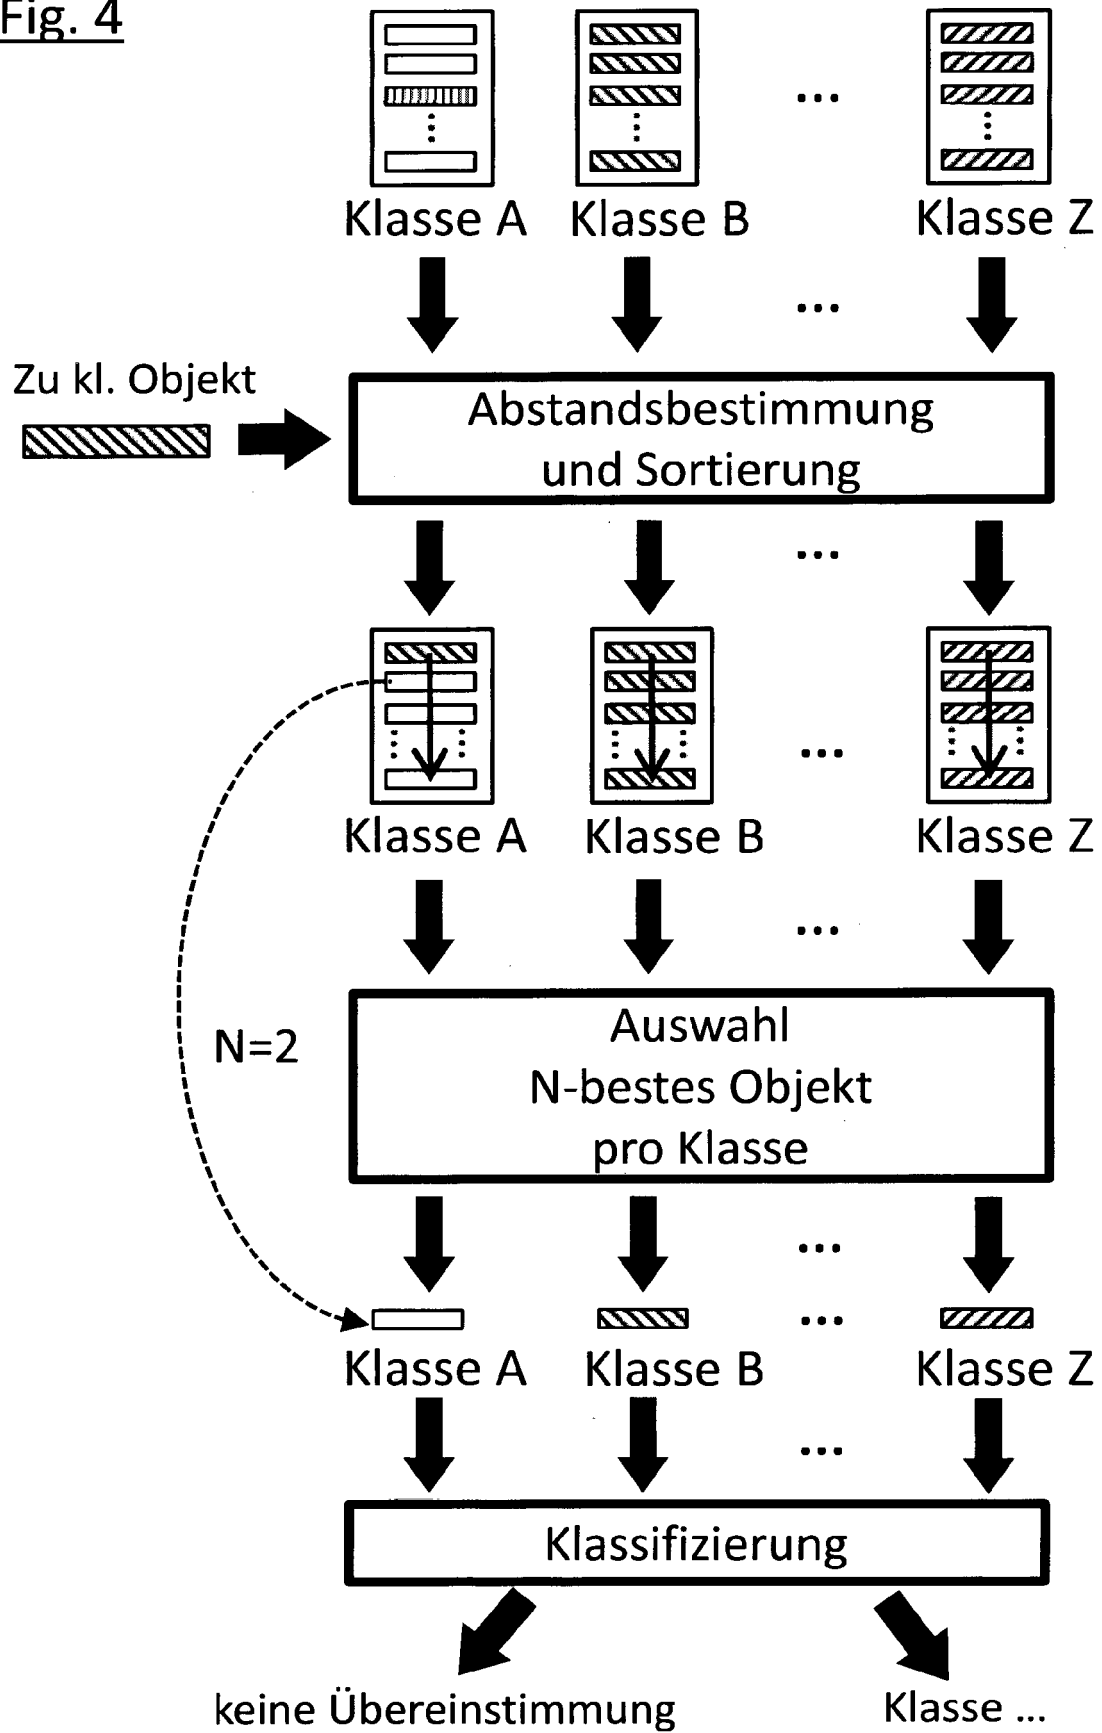 Fig. 4
...
Klasse A Klasse B Klasse Z
...
Zu kl. Objekt
Abstandsbestimmung
und Sortierung
...
...
Klasse A Klasse B Klasse Z
...
N=2
Auswahl
N-bestes Objekt
pro Klasse
...
...
Klasse A Klasse B Klasse Z
...
Klassifizierung
keine Übereinstimmung Klasse ...